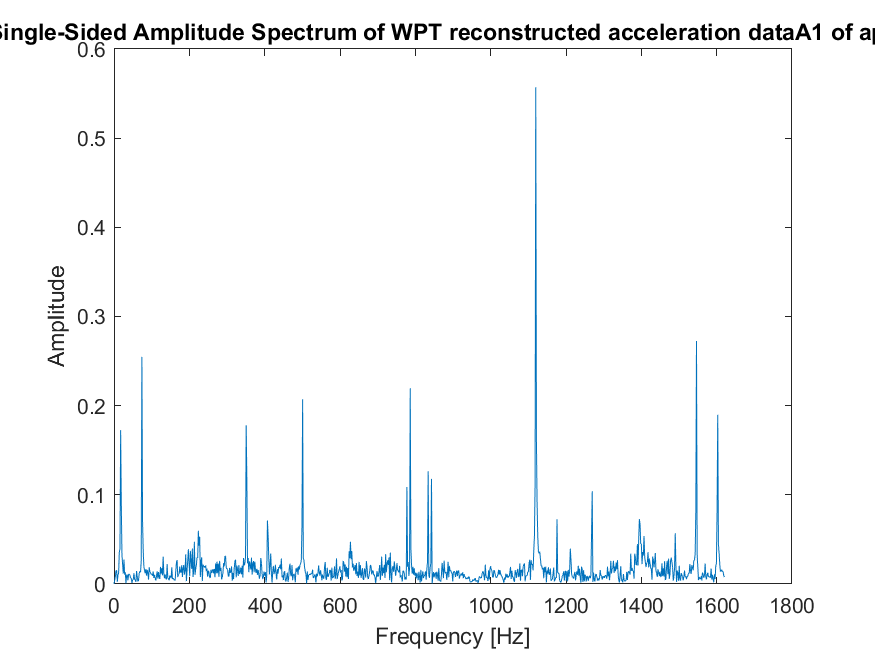 Single-Sided Amplitude Spectrum of WPT reconstructed acceleration dataA1 of ap
0.6
0.5
0.4
0.3
0.2
0.1
0
Amplitude
0 200 400 600 800 1000 1200 1400 1600 1800
Frequency [Hz]